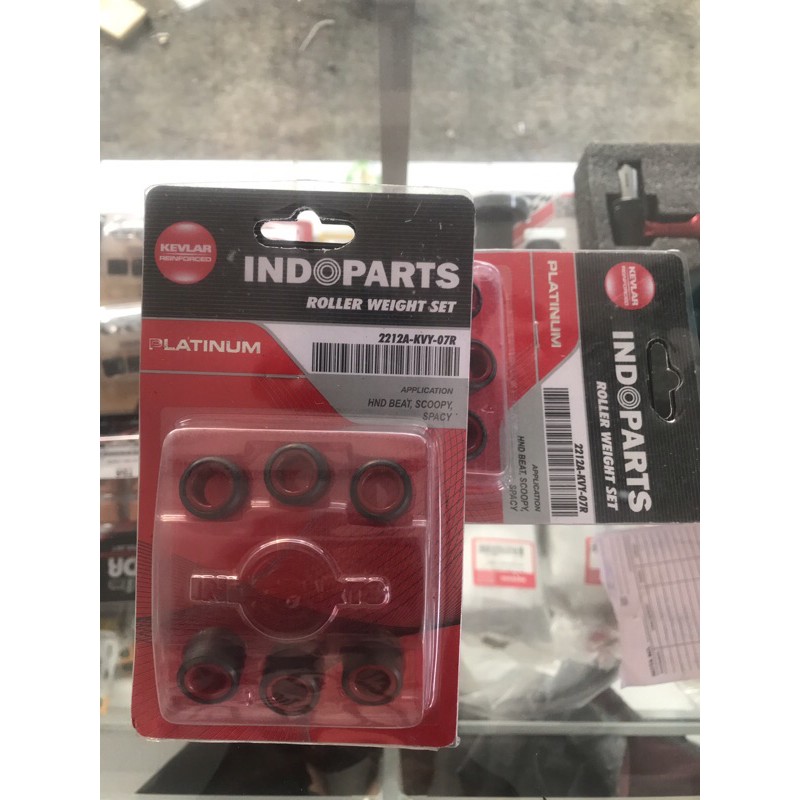 KEVLAR
REINFORCED
INDOPARTS
ROLLER WEIGHT SET
PLATINUM
2212A-KVY-07R
APPLICATION
HND BEAT, SCOOPY,
SPACY
KEVLAR
REINFORCED
INDOPARTS
ROLLER WEIGHT SET
PLATINUM
2212A-KVY-07R
APPLICATION
HND BEAT, SCOOPY,
SPACY